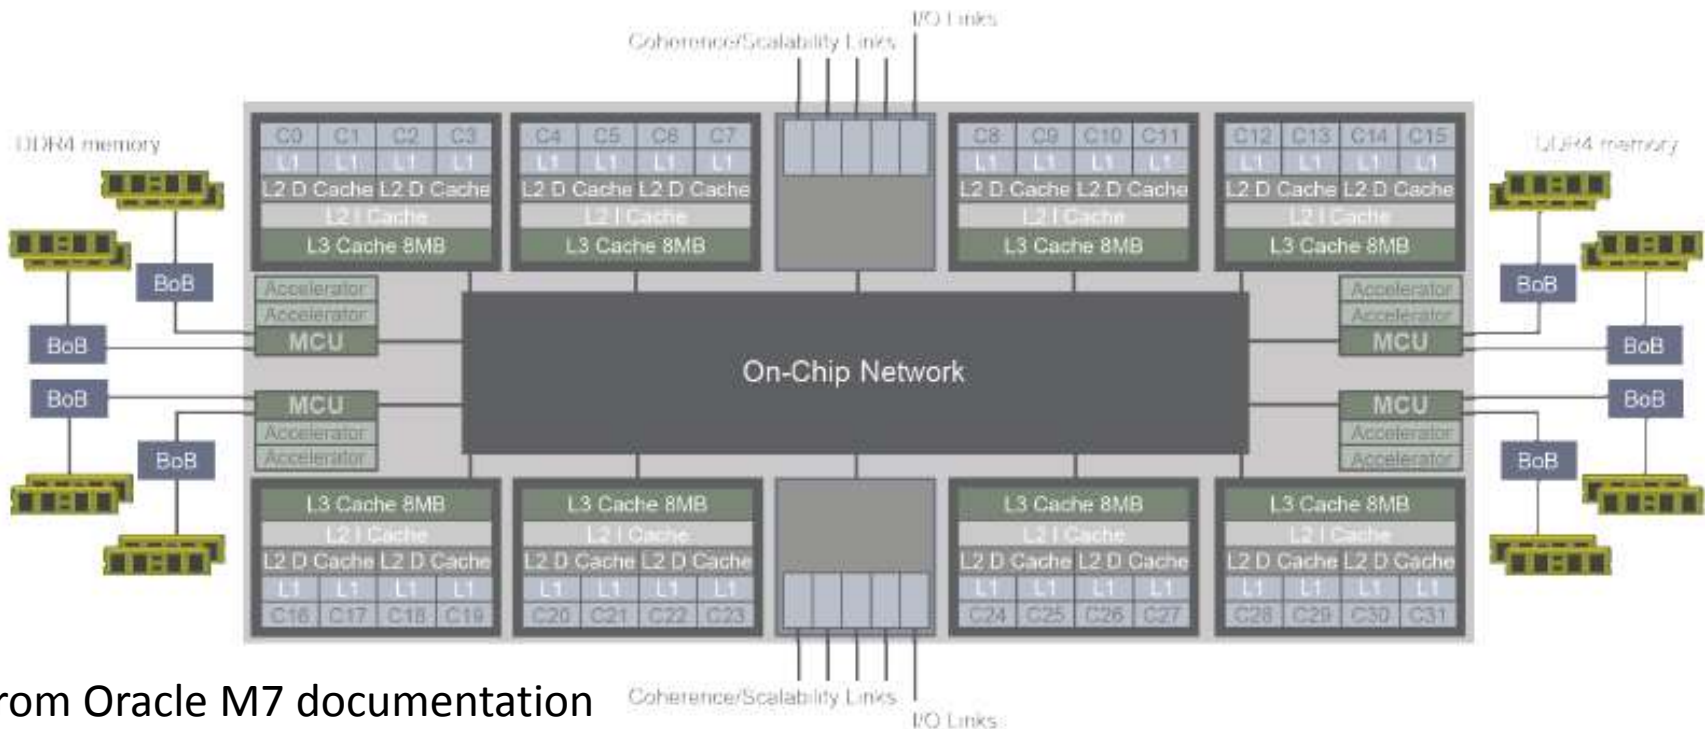 I/O Links
Coherence/Scalability Links
DDR4 memory
DDR4 memory
C0 C1 C2 C3
L1 L1 L1 L1
L2 D Cache L2 D Cache
L2 I Cache
L3 Cache 8MB
C4 C5 C6 C7
L1 L1 L1 L1
L2 D Cache L2 D Cache
L2 I Cache
L3 Cache 8MB
C8 C9 C10 C11
L1 L1 L1 L1
L2 D Cache L2 D Cache
L2 I Cache
L3 Cache 8MB
C12 C13 C14 C15
L1 L1 L1 L1
L2 D Cache L2 D Cache
L2 I Cache
L3 Cache 8MB
BoB
BoB
Accelerator
Accelerator
MCU
Accelerator
Accelerator
MCU
BoB
BoB
On-Chip Network
BoB
BoB
MCU
Accelerator
Accelerator
MCU
Accelerator
Accelerator
BoB
BoB
L3 Cache 8MB
L2 I Cache
L2 D Cache L2 D Cache
L1 L1 L1 L1
C16 C17 C18 C19
L3 Cache 8MB
L2 I Cache
L2 D Cache L2 D Cache
L1 L1 L1 L1
C20 C21 C22 C23
L3 Cache 8MB
L2 I Cache
L2 D Cache L2 D Cache
L1 L1 L1 L1
C24 C25 C26 C27
L3 Cache 8MB
L2 I Cache
L2 D Cache L2 D Cache
L1 L1 L1 L1
C28 C29 C30 C31
Coherence/Scalability Links
I/O Links
rom Oracle M7 documentation